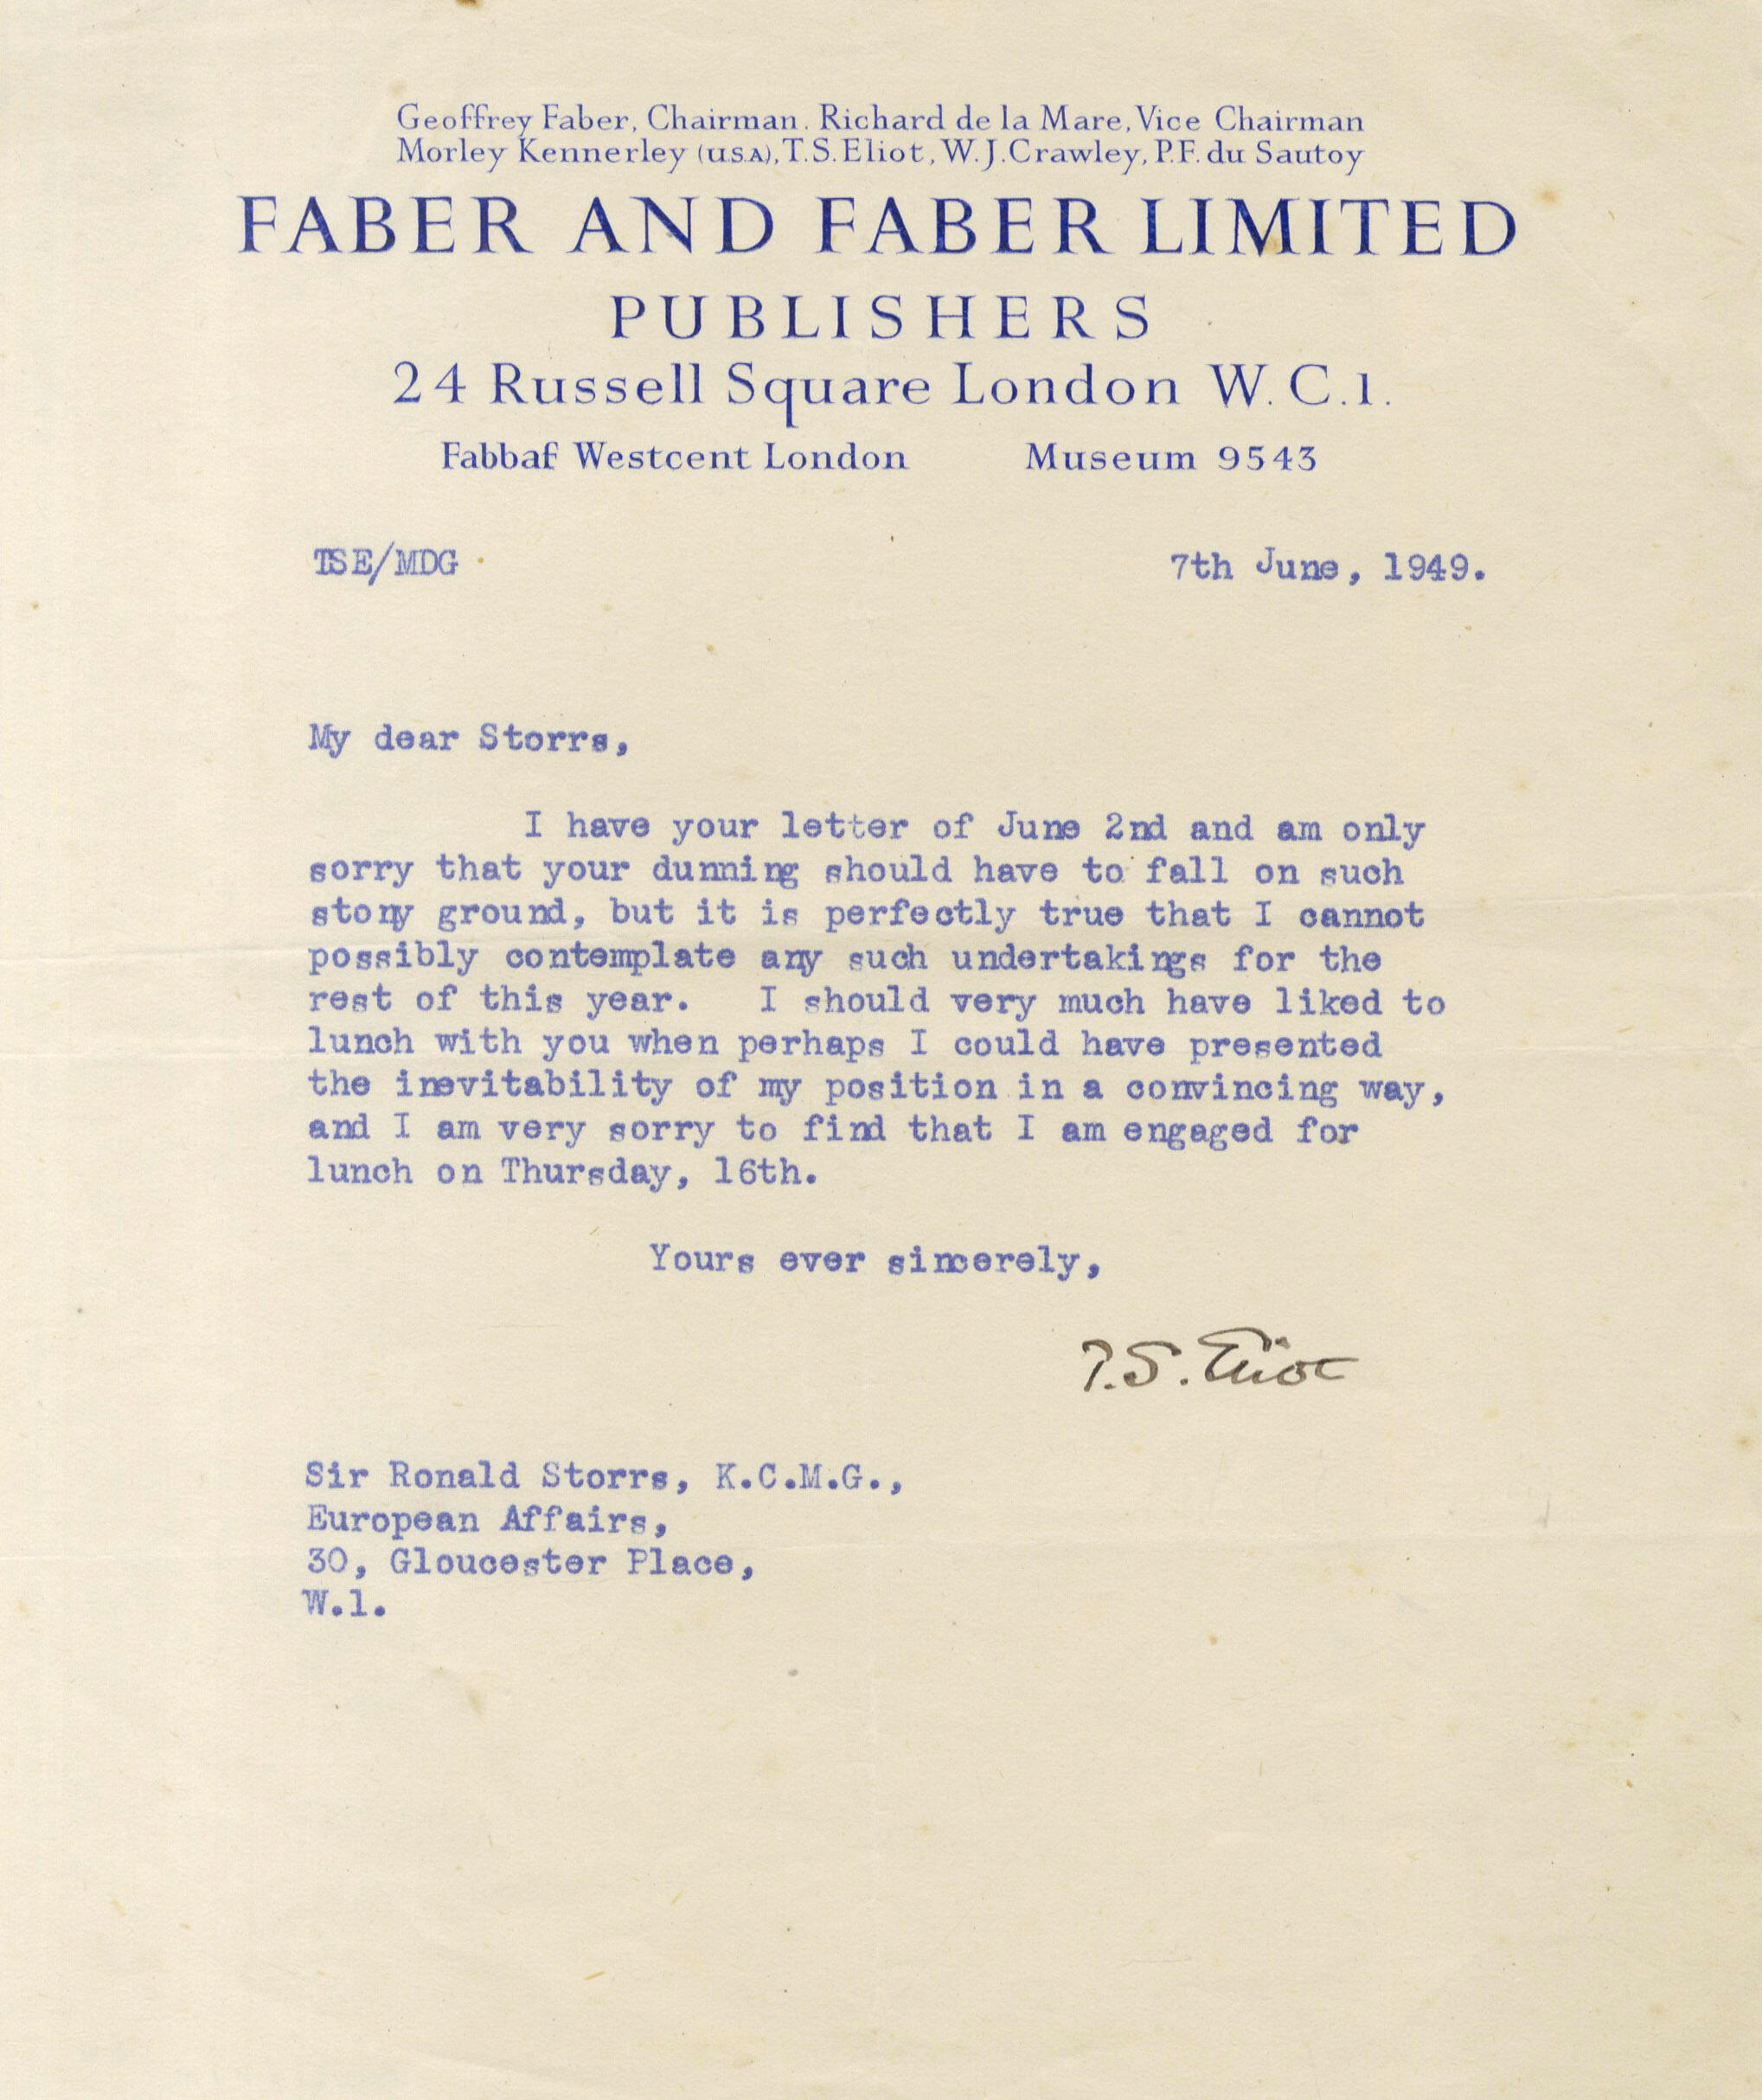 Geoffrey Faber, Chairman. Richard de la Mare, Vice Chairman
Morley Kennerley (U.S.A), T.S. Eliot, W.J. Crawley, P.F. du Sautoy
FABER AND FABER LIMITED
PUBLISHERS
24 Russell Square London W.C.1.
Fabbaf Westcent London Museum 9543
TSE/MDG 7th June, 1949.
My dear Storrs,
I have your letter of June 2nd and am only
sorry that your dunning should have to fall on such
stony ground, but it is perfectly true that I cannot
possibly contemplate any such undertakings for the
rest of this year. I should very much have liked to
lunch with you when perhaps I could have presented
the inevitability of my position in a convincing way,
and I am very sorry to find that I am engaged for
lunch on Thursday, 16th.
Yours ever sincerely,
T.S. Eliot
Sir Ronald Storrs, K.C.M.G.,
European Affairs,
30, Gloucester Place,
W.1.